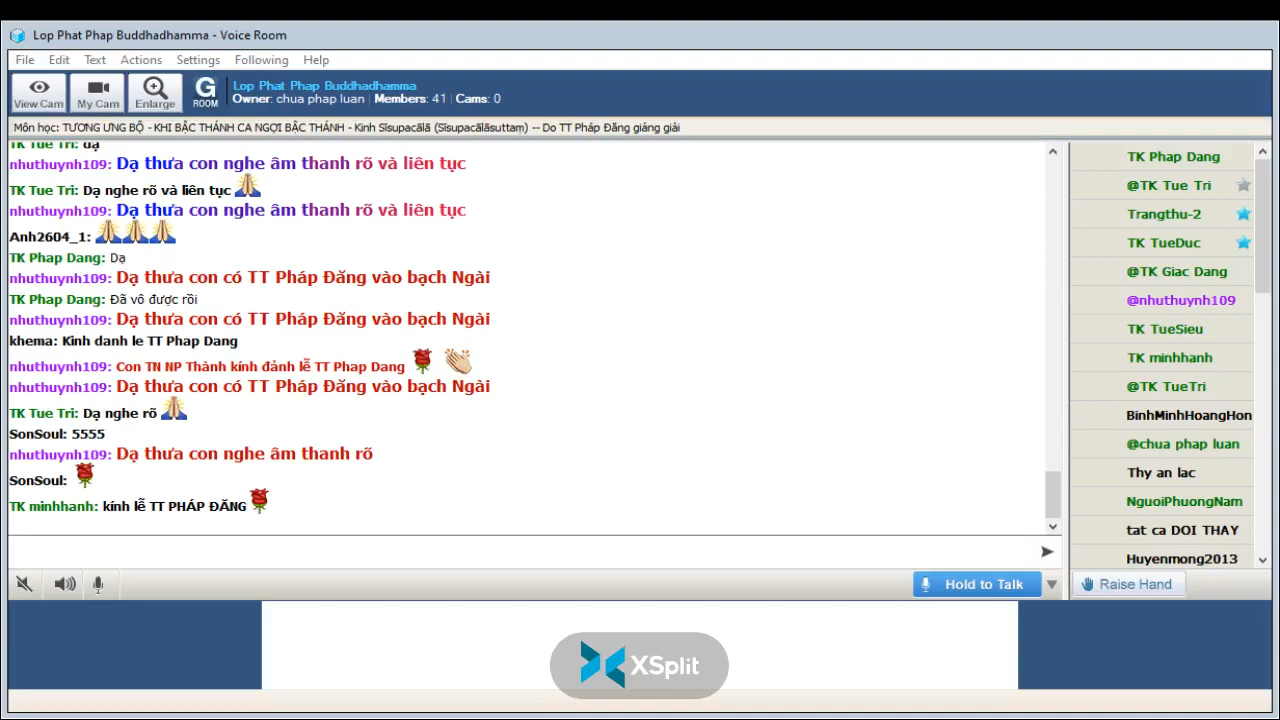 Lop Phat Phap Buddhadhamma - Voice Room
File Edit Text Actions Settings Following Help
View Cam My Cam Enlarge G ROOM
Lop Phat Phap Buddhadhamma
Owner: chua phap luan | Members: 41 | Cams: 0
Môn học: TƯƠNG ƯNG BỘ - KHI BẬC THÁNH CA NGỢI BẬC THÁNH - Kinh Sīsupacālā (Sīsupacālāsuttaṃ) -- Do TT Pháp Đăng giảng giải
TK Tue Tri: dạ
nhuthuynh109: Dạ thưa con nghe âm thanh rõ và liên tục
TK Tue Tri: Dạ nghe rõ và liên tục
nhuthuynh109: Dạ thưa con nghe âm thanh rõ và liên tục
Anh2604_1:
TK Phap Dang: Dạ
nhuthuynh109: Dạ thưa con có TT Pháp Đăng vào bạch Ngài
TK Phap Dang: Đã vô được rồi
nhuthuynh109: Dạ thưa con có TT Pháp Đăng vào bạch Ngài
khema: Kinh danh le TT Phap Dang
nhuthuynh109: Con TN NP Thành kính đảnh lễ TT Phap Dang
nhuthuynh109: Dạ thưa con có TT Pháp Đăng vào bạch Ngài
TK Tue Tri: Dạ nghe rõ
SonSoul: 5555
nhuthuynh109: Dạ thưa con nghe âm thanh rõ
SonSoul:
TK minhhanh: kính lễ TT PHÁP ĐĂNG
TK Phap Dang
@TK Tue Tri
Trangthu-2
TK TueDuc
@TK Giac Dang
@nhuthuynh109
TK TueSieu
TK minhhanh
@TK TueTri
BinhMinhHoangHon
@chua phap luan
Thy an lac
NguoiPhuongNam
tat ca DOI THAY
Huyenmong2013
Hold to Talk
Raise Hand
XSplit